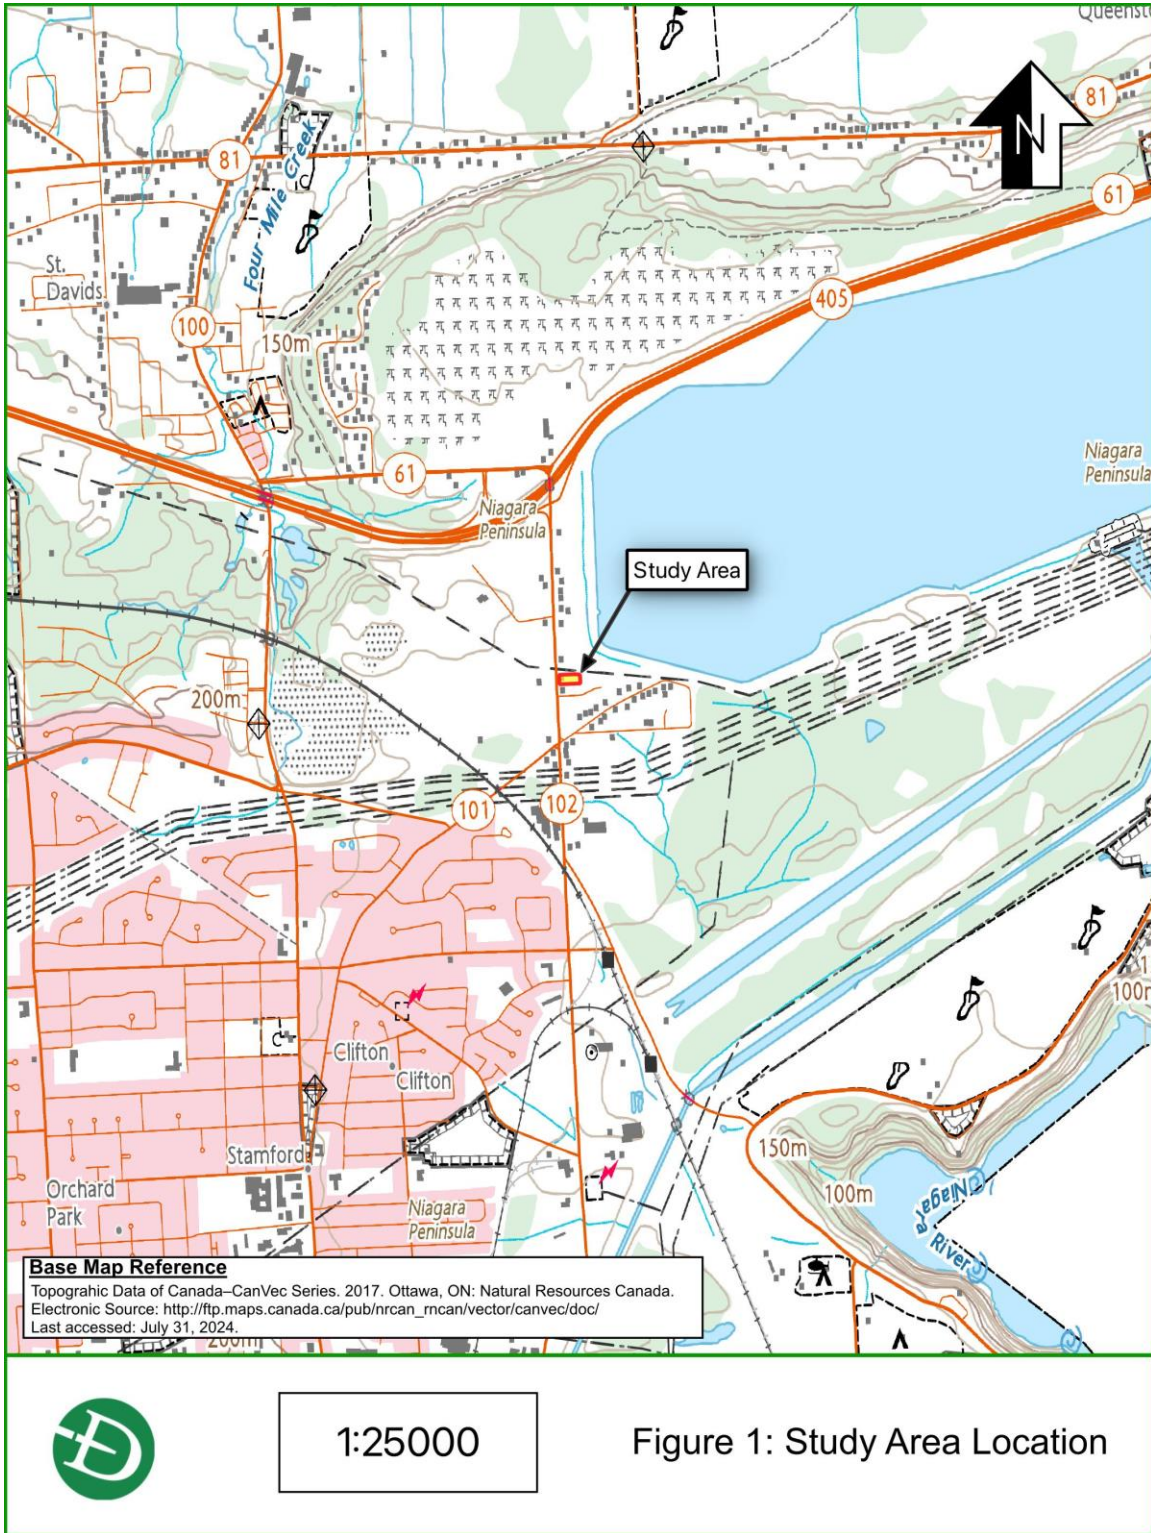 Queenst
81
N
81
Four Mile Creek
C
61
St.
Davids
405
100
150m
Niagara
Peninsula
61
Niagara
Peninsula
Study Area
200m
101
102
100m
C
Clifton
Clifton
Stamford
150m
Orchard
Park
100m
Niagara
River
Niagara
Peninsula
Base Map Reference
Topograhic Data of Canada–CanVec Series. 2017. Ottawa, ON: Natural Resources Canada.
Electronic Source: http://ftp.maps.canada.ca/pub/nrcan_rncan/vector/canvec/doc/
Last accessed: July 31, 2024.
200m
D
1:25000
Figure 1: Study Area Location